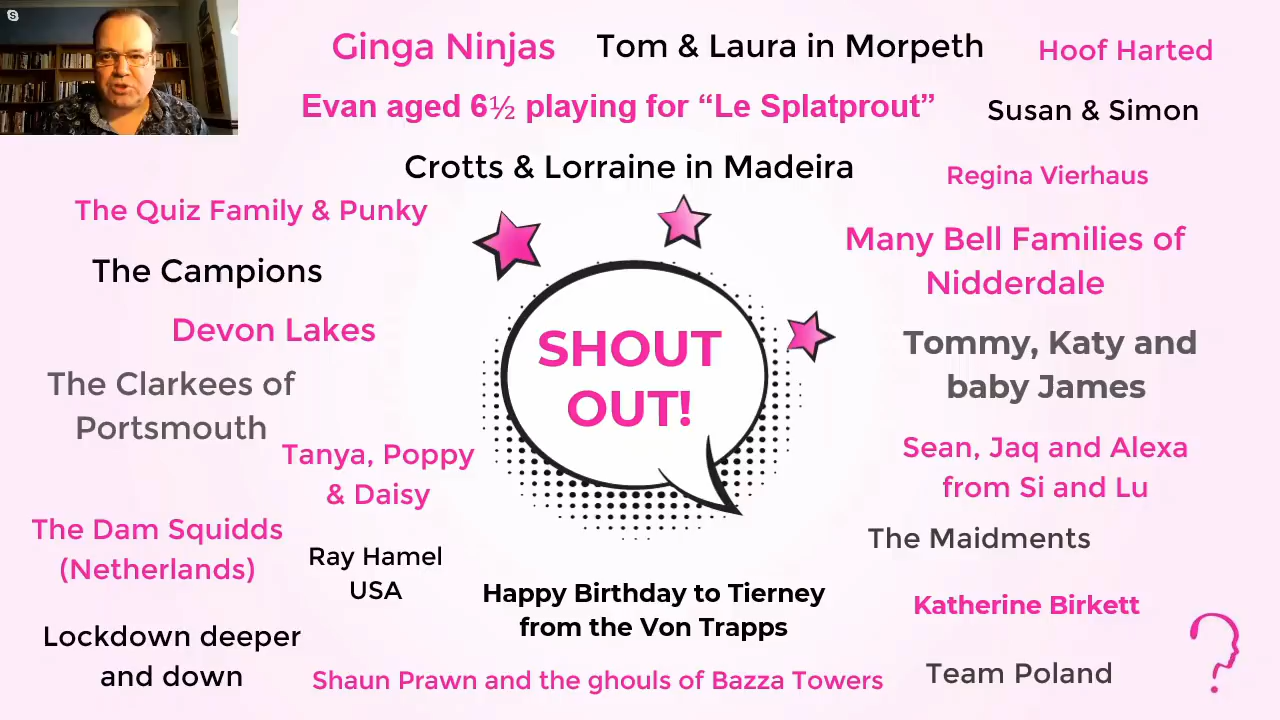 Ginga Ninjas
Tom & Laura in Morpeth
Hoof Harted
Evan aged 6½ playing for “Le Splatprout”
Susan & Simon
Crotts & Lorraine in Madeira
Regina Vierhaus
The Quiz Family & Punky
Many Bell Families of
Nidderdale
The Campions
Devon Lakes
SHOUT
OUT!
Tommy, Katy and
baby James
The Clarkees of
Portsmouth
Tanya, Poppy
& Daisy
Sean, Jaq and Alexa
from Si and Lu
The Dam Squidds
(Netherlands)
Ray Hamel
USA
The Maidments
Happy Birthday to Tierney
from the Von Trapps
Katherine Birkett
Lockdown deeper
and down
Shaun Prawn and the ghouls of Bazza Towers
Team Poland